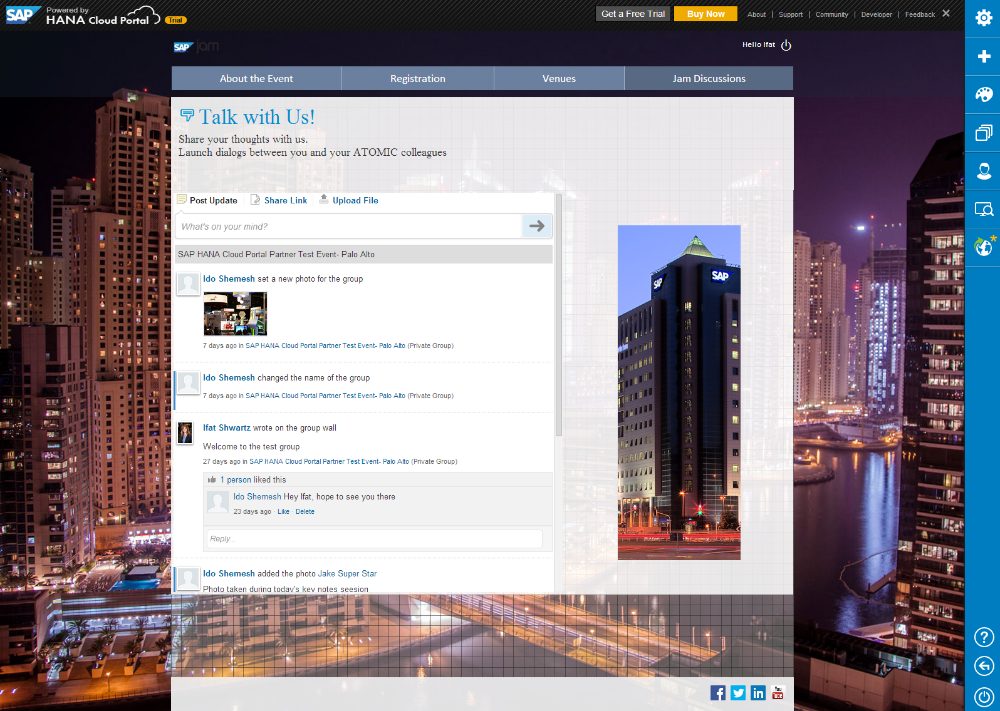 SAP
Powered by
HANA Cloud Portal
Trial
Get a Free Trial
Buy Now
About
Support
Community
Developer
Feedback
SAP jam
Hello Ifat
About the Event
Registration
Venues
Jam Discussions
Talk with Us!
Share your thoughts with us.
Launch dialogs between you and your ATOMIC colleagues
Post Update
Share Link
Upload File
What's on your mind?
SAP HANA Cloud Portal Partner Test Event- Palo Alto
Ido Shemesh set a new photo for the group
7 days ago in SAP HANA Cloud Portal Partner Test Event- Palo Alto (Private Group)
Ido Shemesh changed the name of the group
7 days ago in SAP HANA Cloud Portal Partner Test Event- Palo Alto (Private Group)
Ifat Shwartz wrote on the group wall
Welcome to the test group
27 days ago in SAP HANA Cloud Portal Partner Test Event- Palo Alto (Private Group)
1 person liked this
Ido Shemesh Hey Ifat, hope to see you there
23 days ago · Like · Delete
Reply...
Ido Shemesh added the photo Jake Super Star
Photo taken during today's key notes seesion
SAP
SAP
You
Tube